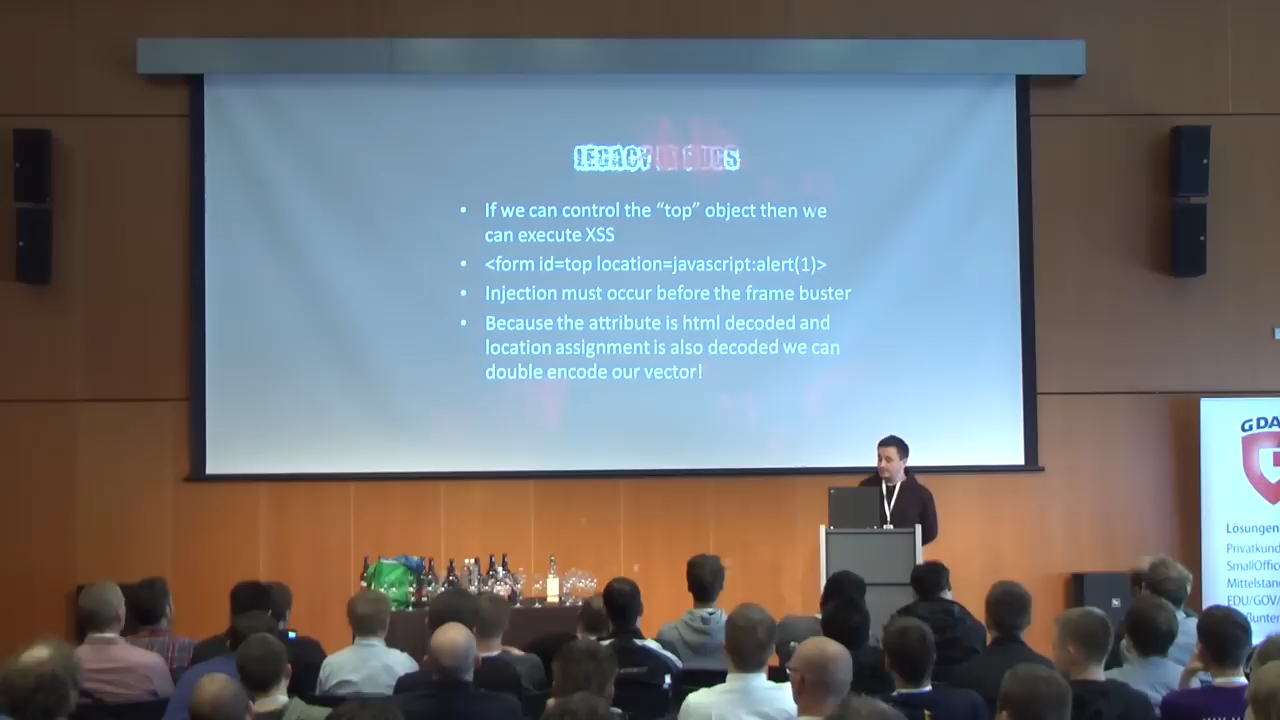 LEGACY
If we can control the “top” object then we
can execute XSS
<form id=top location=javascript:alert(1)>
Injection must occur before the frame buster
Because the attribute is html decoded and
location assignment is also decoded we can
double encode our vector!
G DA
Lösungen
Privatkund
SmallOffic
Mittelstan
EDU/GOV/